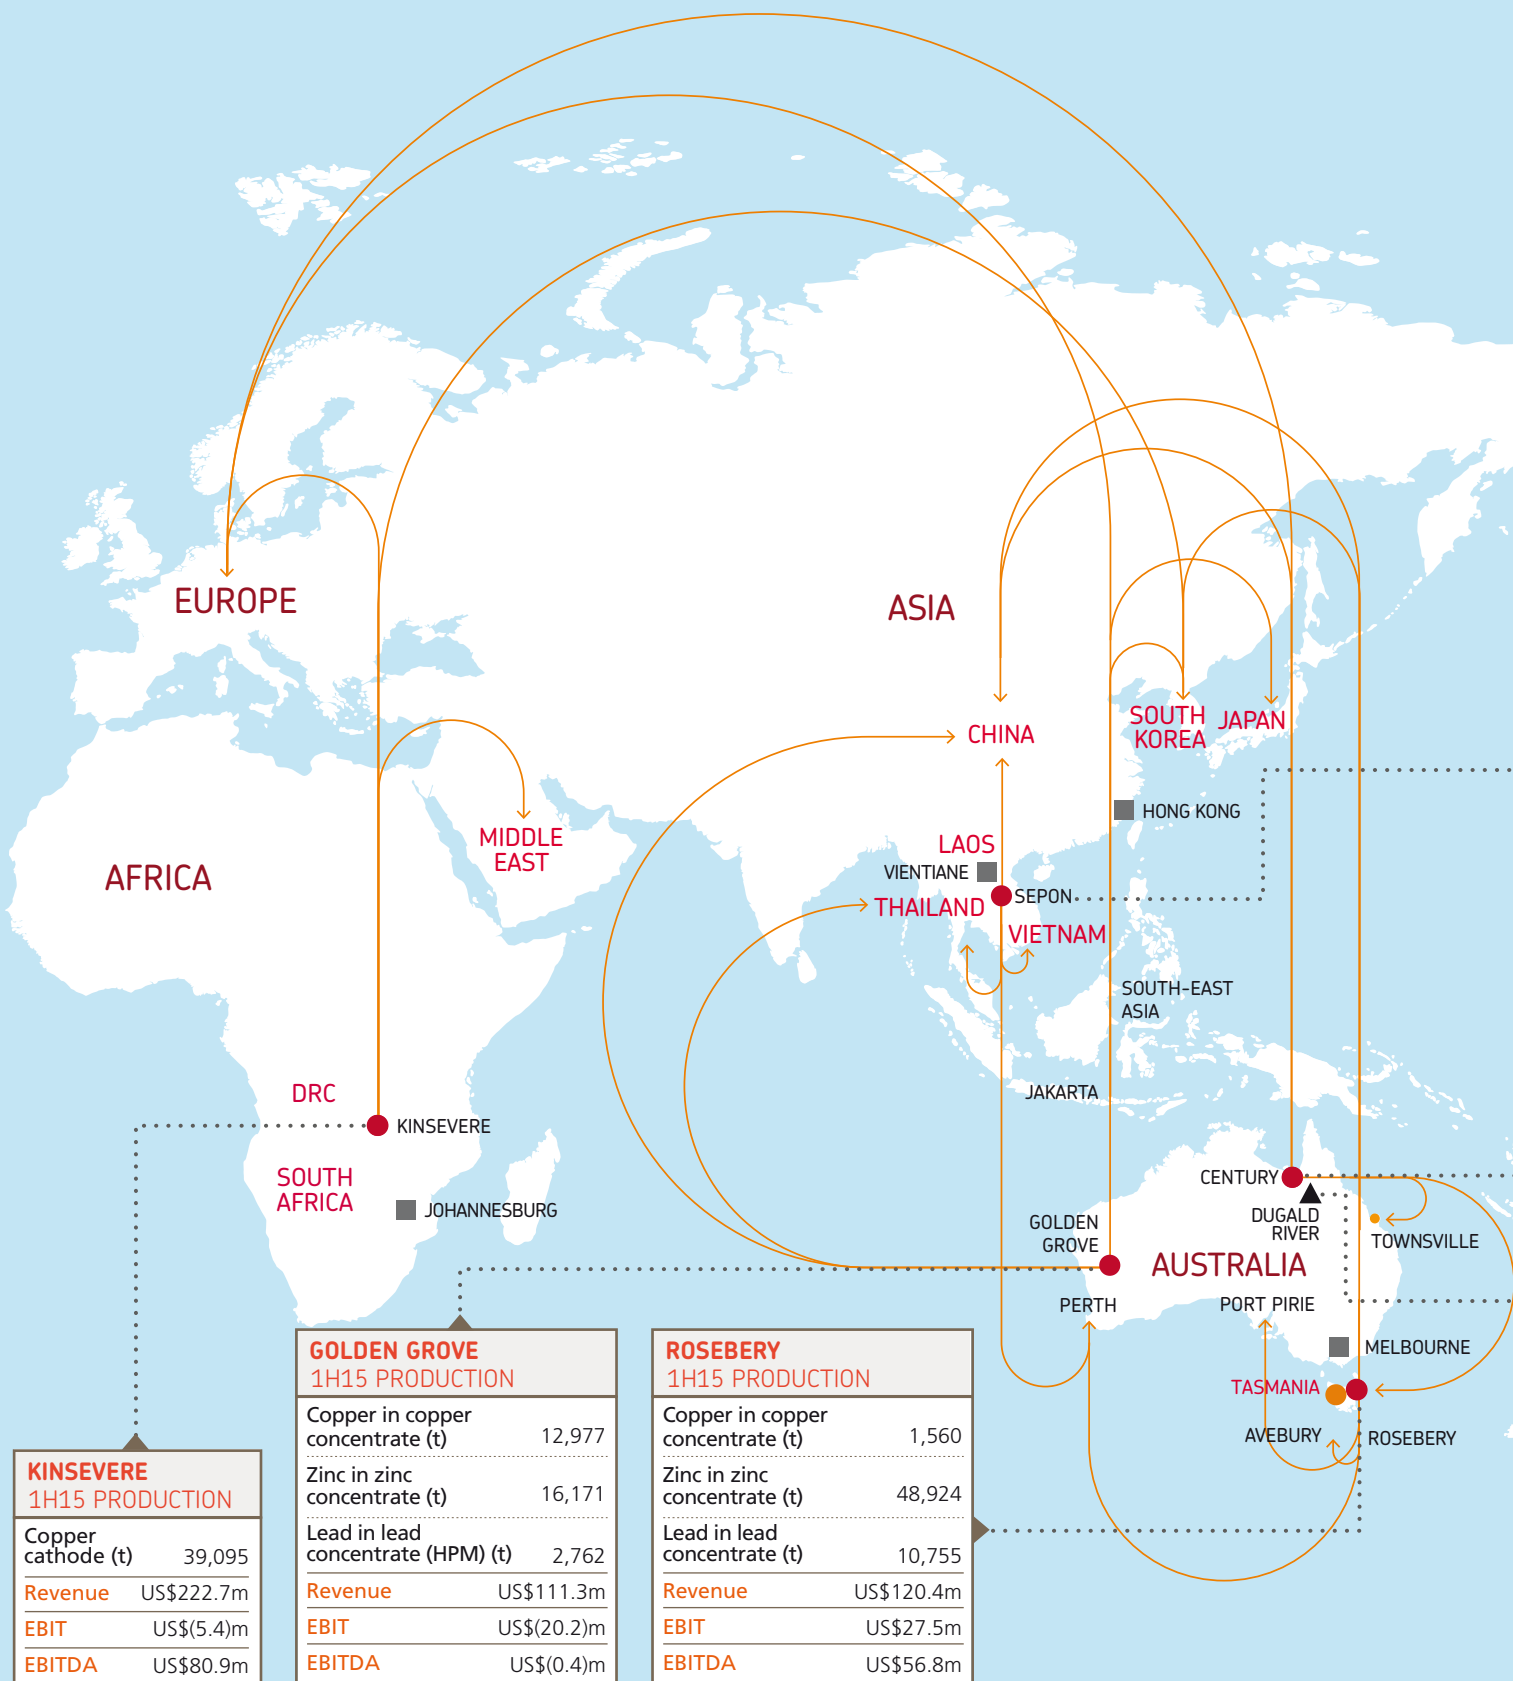 EUROPE
ASIA
CHINA
SOUTH
KOREA
JAPAN
HONG KONG
MIDDLE
EAST
LAOS
VIENTIANE
AFRICA
THAILAND
SEPON
VIETNAM
SOUTH-EAST
ASIA
JAKARTA
DRC
KINSEVERE
SOUTH
AFRICA
JOHANNESBURG
CENTURY
DUGALD
RIVER
TOWNSVILLE
GOLDEN
GROVE
AUSTRALIA
PERTH
PORT PIRIE
MELBOURNE
TASMANIA
AVEBURY
ROSEBERY
KINSEVERE
1H15 PRODUCTION
Copper
cathode (t) 39,095
Revenue US$222.7m
EBIT US$(5.4)m
EBITDA US$80.9m
GOLDEN GROVE
1H15 PRODUCTION
Copper in copper
concentrate (t) 12,977
Zinc in zinc
concentrate (t) 16,171
Lead in lead
concentrate (HPM) (t) 2,762
Revenue US$111.3m
EBIT US$(20.2)m
EBITDA US$(0.4)m
ROSEBERY
1H15 PRODUCTION
Copper in copper
concentrate (t) 1,560
Zinc in zinc
concentrate (t) 48,924
Lead in lead
concentrate (t) 10,755
Revenue US$120.4m
EBIT US$27.5m
EBITDA US$56.8m